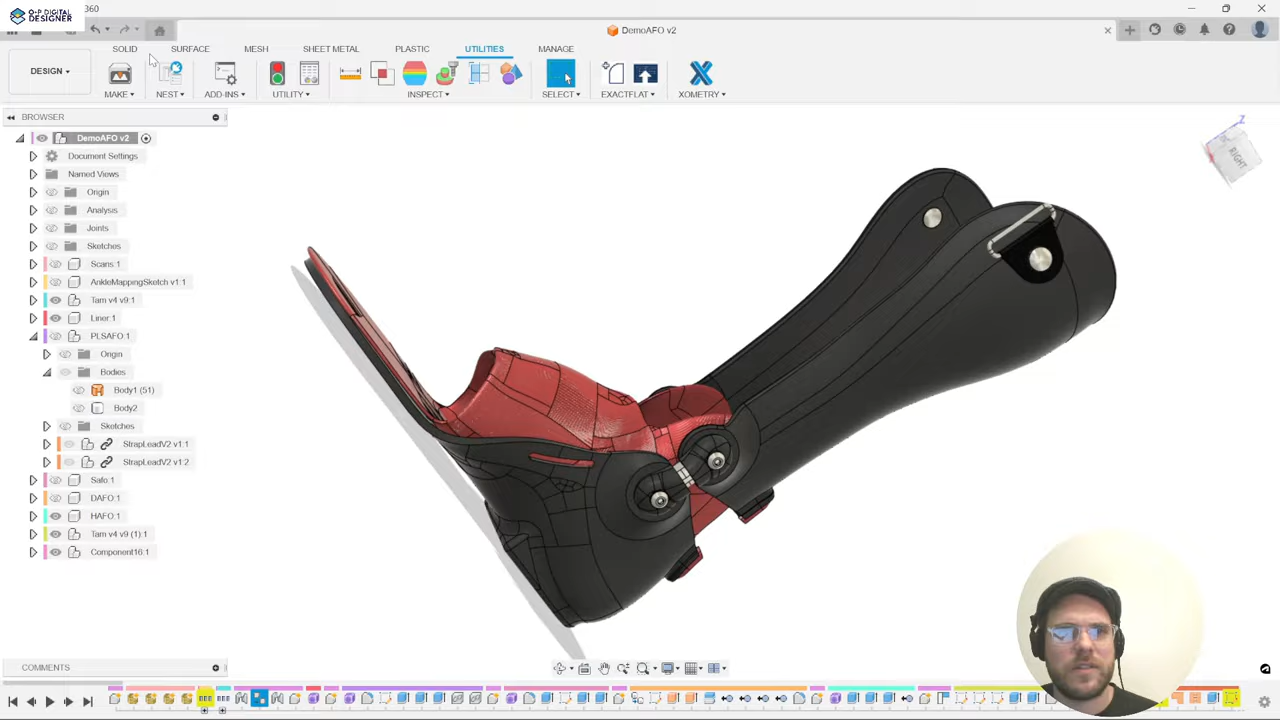 O-P DIGITAL
DESIGNER
360
DemoAFO v2
SOLID
SURFACE
MESH
SHEET METAL
PLASTIC
UTILITIES
MANAGE
DESIGN
MAKE
NEST
ADD-INS
UTILITY
INSPECT
SELECT
EXACTFLAT
XOMETRY
BROWSER
DemoAFO v2
Document Settings
Named Views
Origin
Analysis
Joints
Sketches
Scans:1
AnkleMappingSketch v1:1
Tam v4 v9:1
Liner:1
PLSAFO:1
Origin
Bodies
Body1 (51)
Body2
Sketches
StrapLeadV2 v1:1
StrapLeadV2 v1:2
Safo:1
DAFO:1
HAFO:1
Tam v4 v9 (1):1
Component16:1
Z
RIGHT
COMMENTS